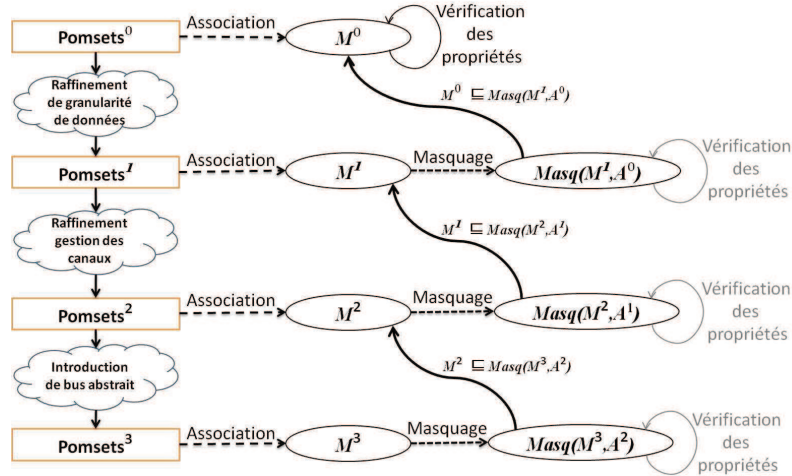 Pomsets⁰
Association
M⁰
Vérification
des
propriétés
Raffinement
de granularité
de données
M⁰ ⊑ Masq(M¹,A⁰)
Pomsets¹
Association
M¹
Masquage
Masq(M¹,A⁰)
Vérification
des
propriétés
Raffinement
gestion des
canaux
M¹ ⊑ Masq(M²,A¹)
Pomsets²
Association
M²
Masquage
Masq(M²,A¹)
Vérification
des
propriétés
Introduction
de bus abstrait
M² ⊑ Masq(M³,A²)
Pomsets³
Association
M³
Masquage
Masq(M³,A²)
Vérification
des
propriétés